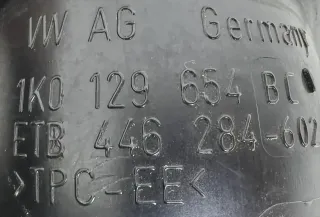 VW AG Germany
1K0 129 654 BC
ETB 446 284-602
>TPC-EE<